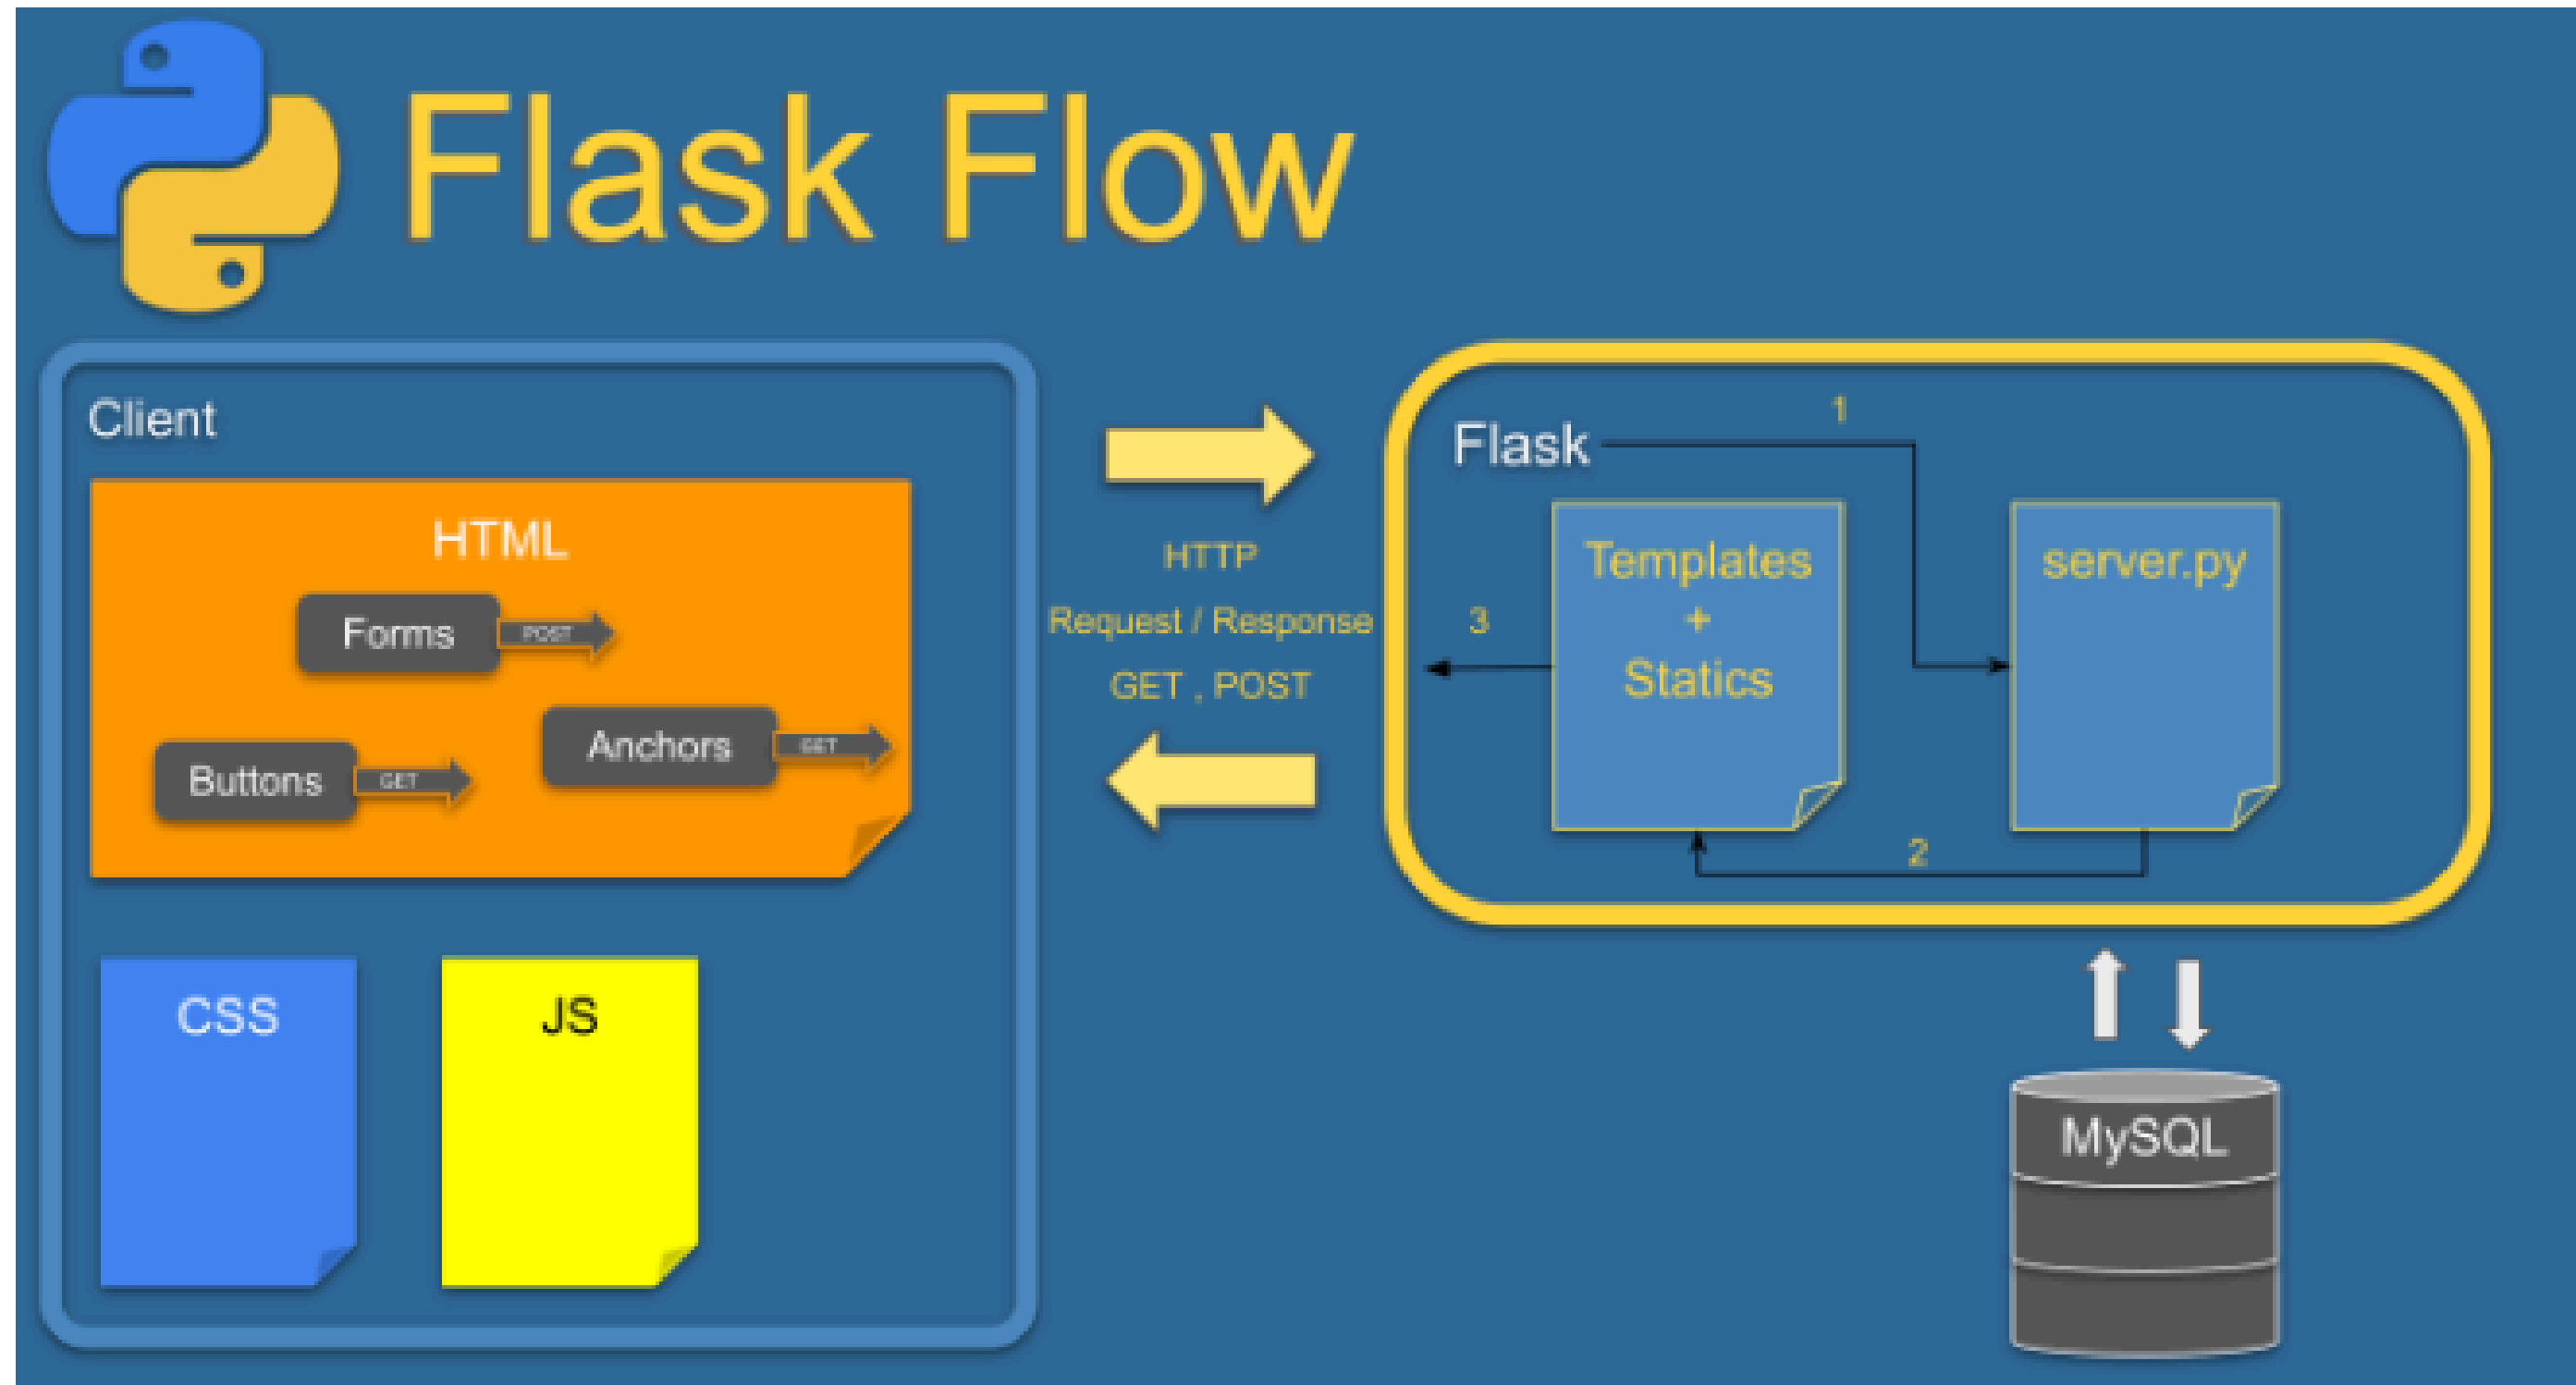 Flask Flow
Client
HTML
Forms
POST
Anchors
GET
Buttons
GET
CSS
JS
HTTP
Request / Response
GET , POST
Flask
1
Templates
+
Statics
server.py
3
2
MySQL